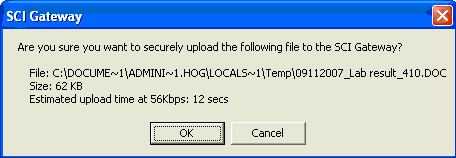 SCI Gateway
Are you sure you want to securely upload the following file to the SCI Gateway?
File: C:\DOCUME~1\ADMINI~1.HOG\LOCALS~1\Temp\09112007_Lab result_410.DOC
Size: 62 KB
Estimated upload time at 56Kbps: 12 secs
OK
Cancel